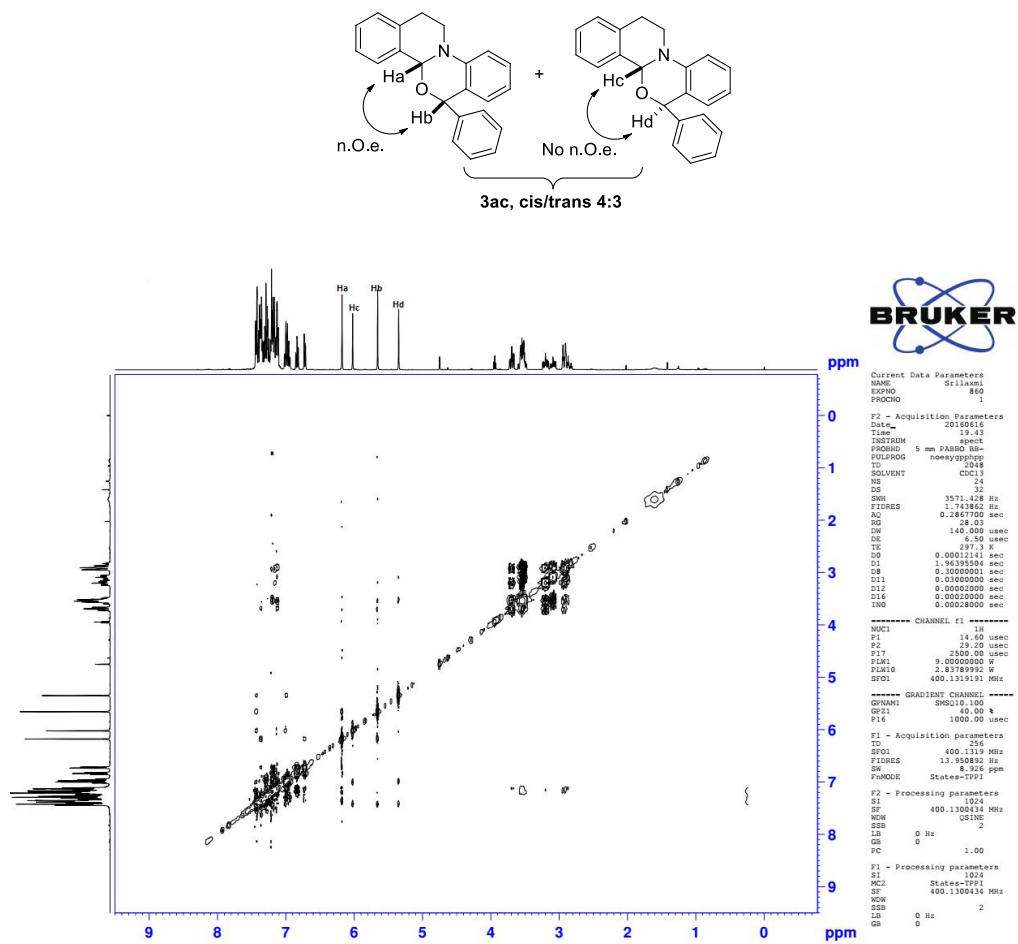 N
N
Ha
O
+
Hc
O
Hb
Hd
n.O.e.
No n.O.e.
3ac, cis/trans 4:3
Ha
Hc
Hb
Hd
BRUKER
ppm
0
1
2
3
4
5
6
7
8
9
9 8 7 6 5 4 3 2 1 0 ppm
Current Data Parameters
NAME Srilaxmi
EXPNO 860
PROCNO 1
F2 - Acquisition Parameters
Date_ 20160616
Time 19.43
INSTRUM spect
PROBHD 5 mm PABBO BB-
PULPROG noesygpphpp
TD 2048
SOLVENT CDCl3
NS 24
DS 32
SWH 3571.428 Hz
FIDRES 1.743862 Hz
AQ 0.2867700 sec
RG 28.03
DW 140.000 usec
DE 6.50 usec
TE 297.3 K
D0 0.00012141 sec
D1 1.96395504 sec
D8 0.30000001 sec
D11 0.03000000 sec
D12 0.00002000 sec
D16 0.00020000 sec
IN0 0.00028000 sec
======== CHANNEL f1 ========
NUC1 1H
P1 14.60 usec
P2 29.20 usec
P17 2500.00 usec
PLW1 9.00000000 W
PLW10 2.83789992 W
SFO1 400.1319191 MHz
====== GRADIENT CHANNEL =====
GPNAM1 SMSQ10.100
GPZ1 40.00 %
P16 1000.00 usec
F1 - Acquisition parameters
TD 256
SFO1 400.1319 MHz
FIDRES 13.950892 Hz
SW 8.926 ppm
FnMODE States-TPPI
F2 - Processing parameters
SI 1024
SF 400.1300434 MHz
WDW QSINE
SSB 2
LB 0 Hz
GB 0
PC 1.00
F1 - Processing parameters
SI 1024
MC2 States-TPPI
SF 400.1300434 MHz
WDW
SSB 2
LB 0 Hz
GB 0